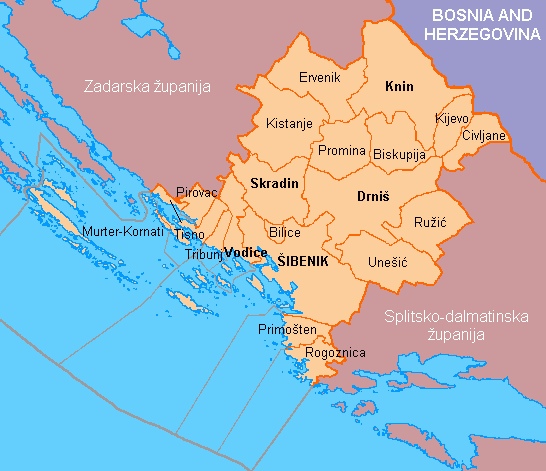 BOSNIA AND
HERZEGOVINA
Ervenik
Zadarska županija
Knin
Kistanje
Kijevo
Civljane
Promina
Biskupija
Skradin
Pirovac
Drniš
Ružić
Murter-Kornati
Tisno
Bilice
Tribunj
Vodice
ŠIBENIK
Unešić
Splitsko-dalmatinska
županija
Primošten
Rogoznica